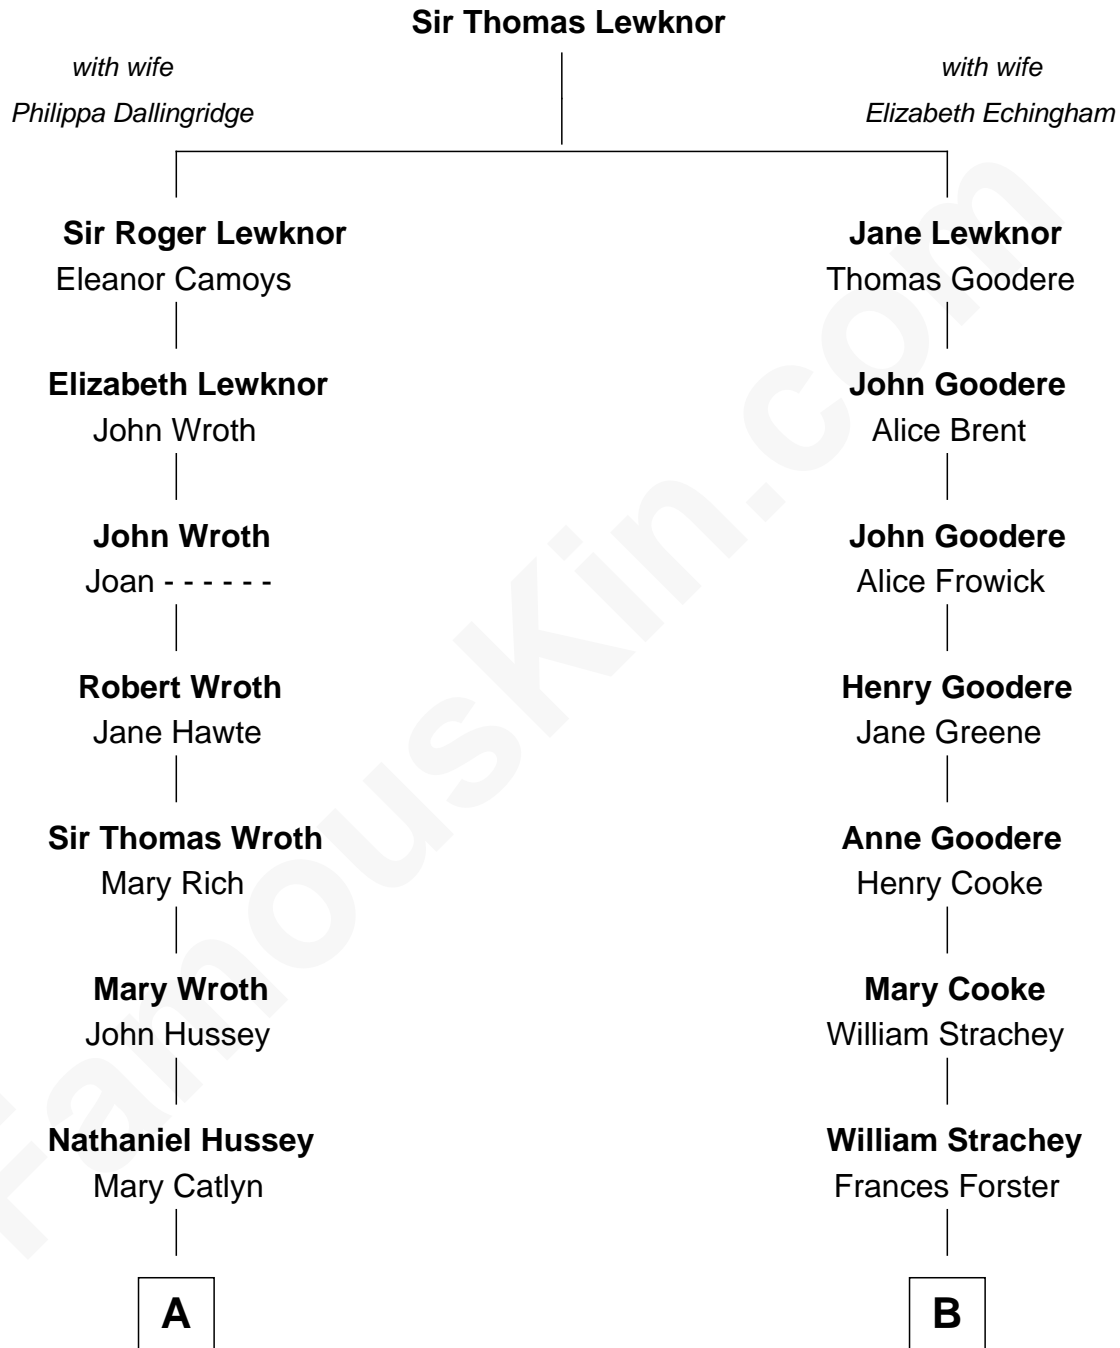 Sir Thomas Lewknor
with wife
Philippa Dallingridge
with wife
Elizabeth Echingham
Sir Roger Lewknor
Eleanor Camoys
Jane Lewknor
Thomas Goodere
Elizabeth Lewknor
John Wroth
John Goodere
Alice Brent
John Wroth
Joan - - - - - -
John Goodere
Alice Frowick
Robert Wroth
Jane Hawte
Henry Goodere
Jane Greene
Sir Thomas Wroth
Mary Rich
Anne Goodere
Henry Cooke
Mary Wroth
John Hussey
Mary Cooke
William Strachey
Nathaniel Hussey
Mary Catlyn
William Strachey
Frances Forster
A
B
FamousKin.com